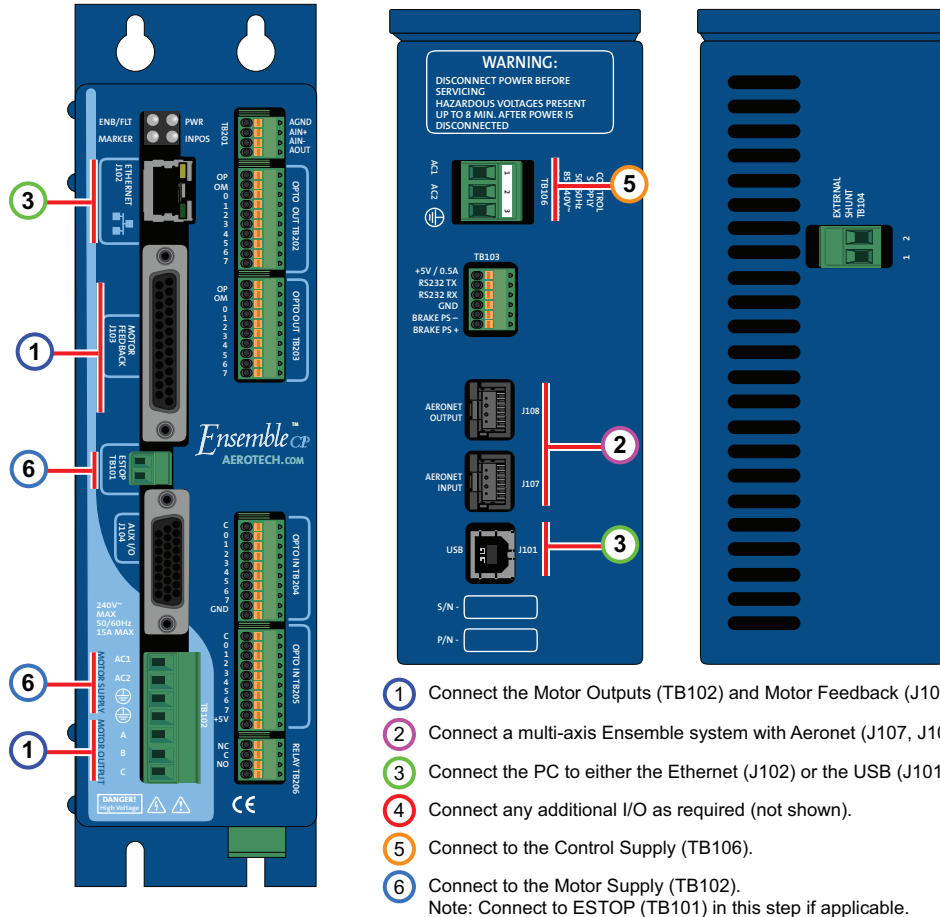 ENB/FLT
PWR
MARKER
INPOS
TB201
AGND
AIN+
AIN-
AOUT
3
ETHERNET
J102
OP
OM
0
1
2
3
4
5
6
7
OPTO OUT TB202
1
MOTOR
FEEDBACK
J103
OP
OM
0
1
2
3
4
5
6
7
OPTO OUT TB203
Ensemble™ CP
AEROTECH.COM
6
ESTOP
TB101
AUX I/O
J104
C
0
1
2
3
4
5
6
7
GND
OPTO IN TB204
240V~
MAX
50/60Hz
15A MAX
C
0
1
2
3
4
5
6
7
+5V
OPTO IN TB205
6
MOTOR SUPPLY
AC1
AC2
TB102
1
MOTOR OUTPUT
A
B
C
NC
C
NO
RELAY TB206
DANGER!
High Voltage
CE
WARNING:
DISCONNECT POWER BEFORE
SERVICING
HAZARDOUS VOLTAGES PRESENT
UP TO 8 MIN. AFTER POWER IS
DISCONNECTED
AC1
AC2
1
2
3
TB106
5
TB103
+5V / 0.5A
RS232 TX
RS232 RX
GND
BRAKE PS –
BRAKE PS +
AERONET
OUTPUT
J108
2
AERONET
INPUT
J107
USB
J101
3
S/N -
P/N -
EXTERNAL
SHUNT
TB104
2
1
1 Connect the Motor Outputs (TB102) and Motor Feedback (J10
2 Connect a multi-axis Ensemble system with Aeronet (J107, J10
3 Connect the PC to either the Ethernet (J102) or the USB (J101
4 Connect any additional I/O as required (not shown).
5 Connect to the Control Supply (TB106).
6 Connect to the Motor Supply (TB102).
Note: Connect to ESTOP (TB101) in this step if applicable.